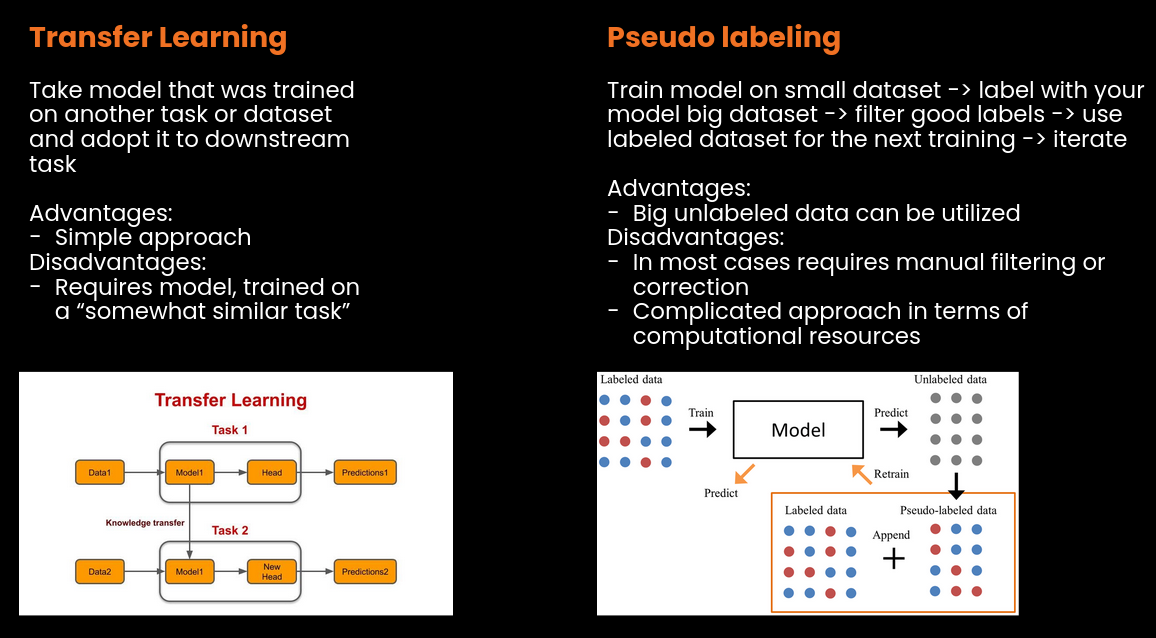 Transfer Learning
Take model that was trained
on another task or dataset
and adopt it to downstream
task
Advantages:
- Simple approach
Disadvantages:
- Requires model, trained on
a “somewhat similar task”
Transfer Learning
Task 1
Data1
Model1
Head
Predictions1
Knowledge transfer
Task 2
Data2
Model1
New
Head
Predictions2
Pseudo labeling
Train model on small dataset -> label with your
model big dataset -> filter good labels -> use
labeled dataset for the next training -> iterate
Advantages:
- Big unlabeled data can be utilized
Disadvantages:
- In most cases requires manual filtering or
correction
- Complicated approach in terms of
computational resources
Labeled data
Unlabeled data
Train
Model
Predict
Predict
Retrain
Labeled data
Pseudo-labeled data
Append